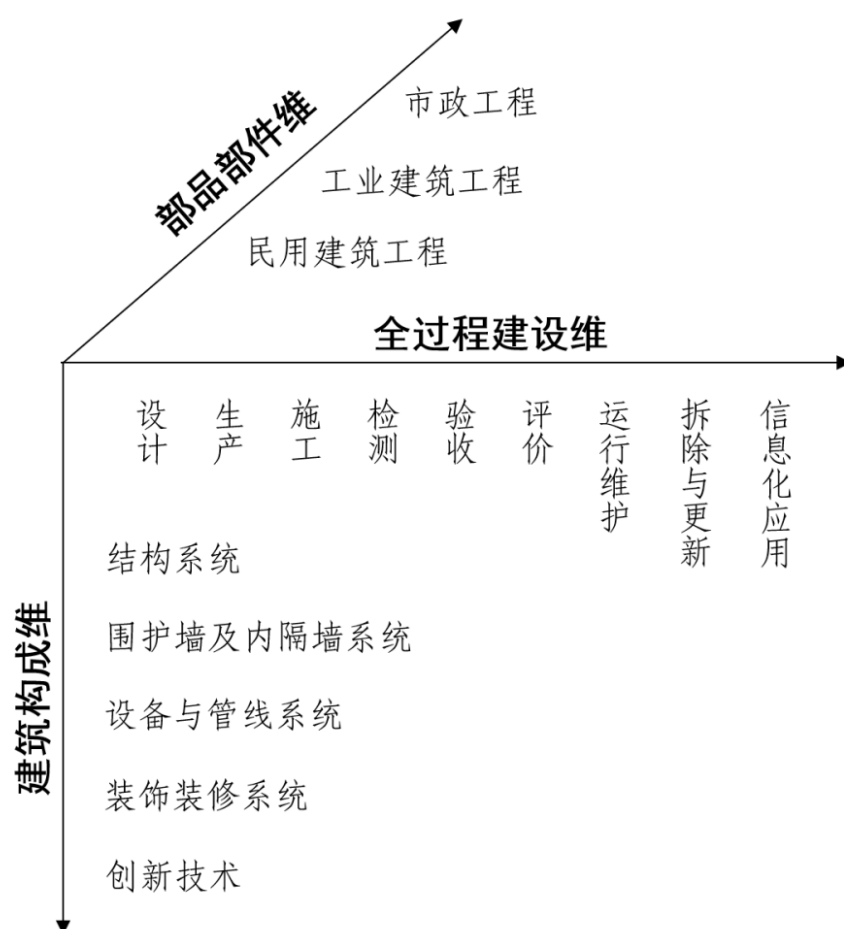 部品部件维
市政工程
工业建筑工程
民用建筑工程
全过程建设维
设计
生产
施工
检测
验收
评价
运行维护
拆除与更新
信息化应用
建筑构成维
结构系统
围护墙及内隔墙系统
设备与管线系统
装饰装修系统
创新技术